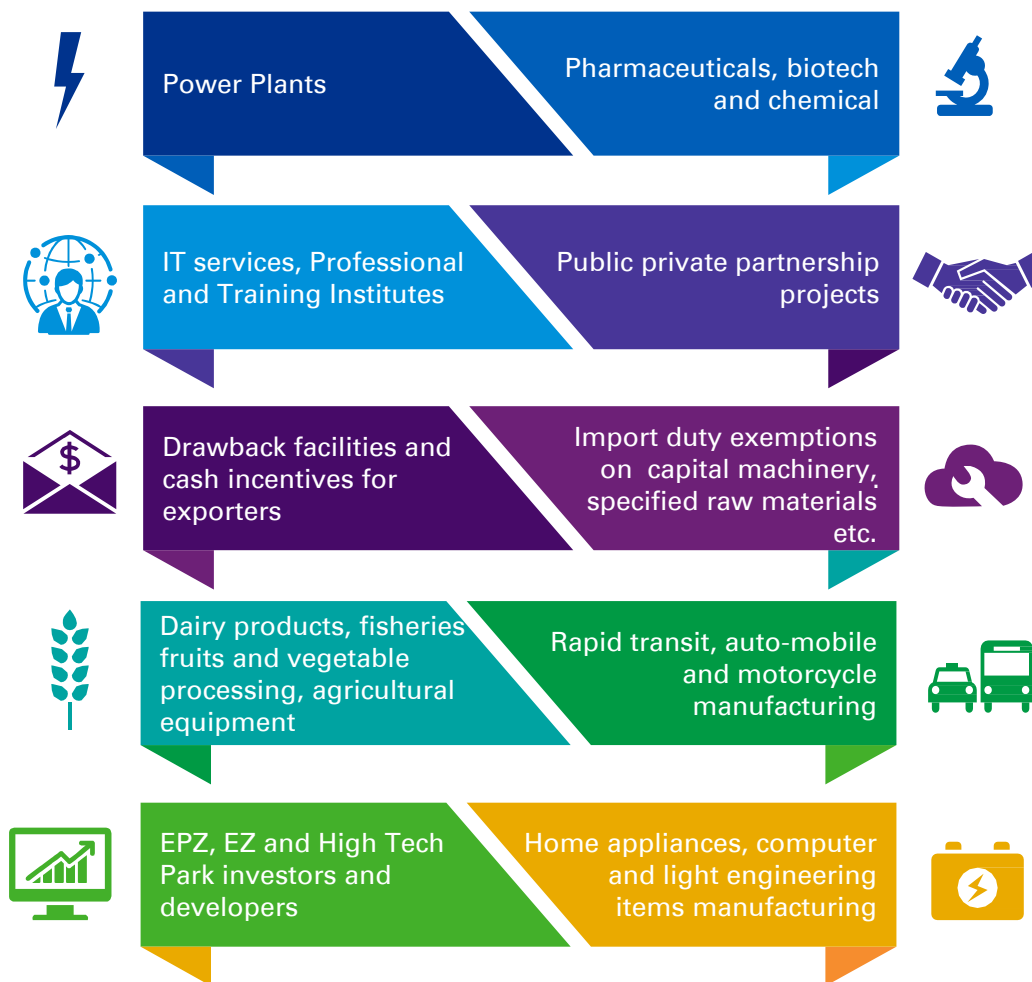 Power Plants
Pharmaceuticals, biotech
and chemical
IT services, Professional
and Training Institutes
Public private partnership
projects
$
Drawback facilities and
cash incentives for
exporters
Import duty exemptions
on capital machinery,
specified raw materials
etc.
.
Dairy products, fisheries
fruits and vegetable
processing, agricultural
equipment
Rapid transit, auto-mobile
and motorcycle
manufacturing
EPZ, EZ and High Tech
Park investors and
developers
Home appliances, computer
and light engineering
items manufacturing